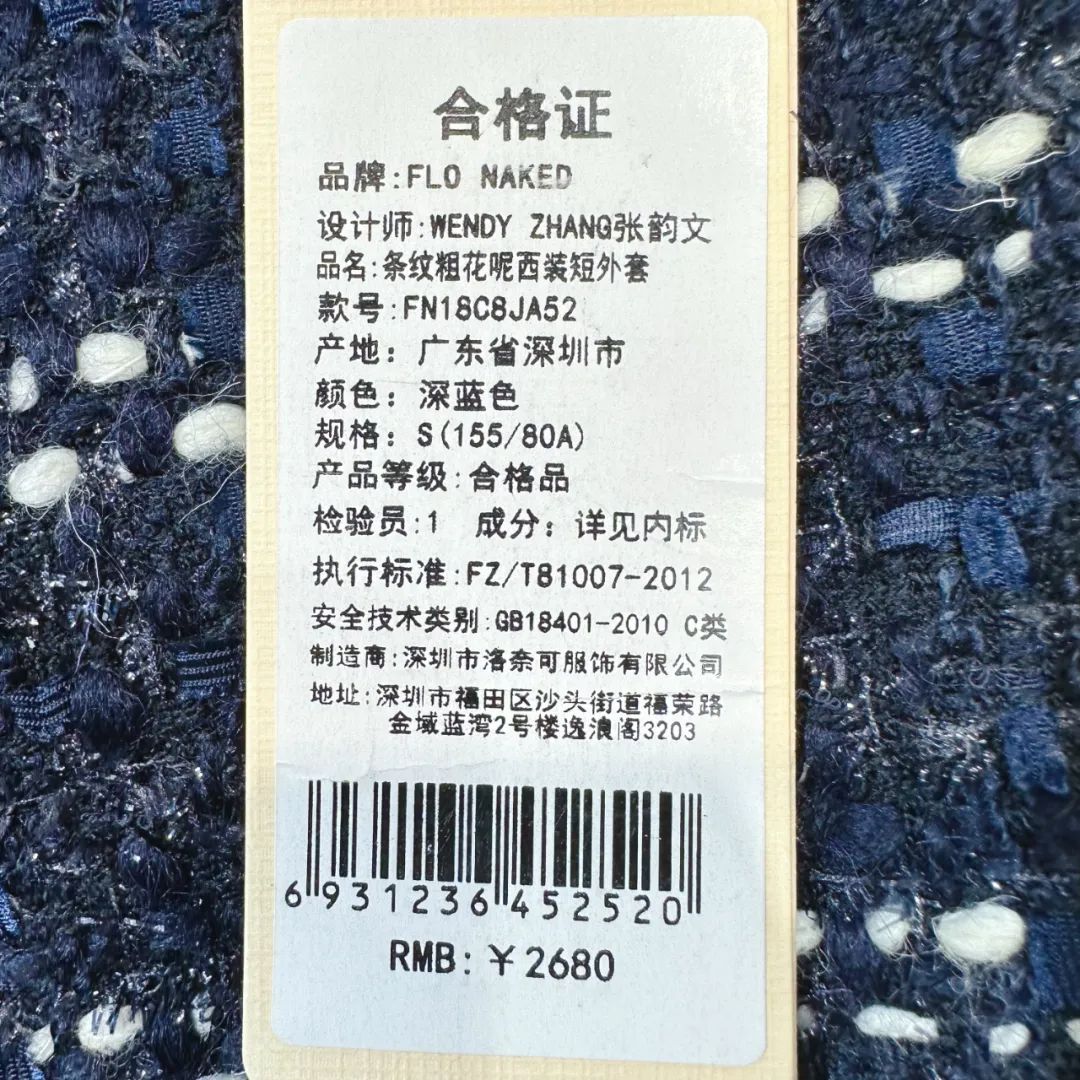 合格证
品牌:FLO NAKED
设计师:WENDY ZHANG张韵文
品名:条纹粗花呢西装短外套
款号:FN18C8JA52
产地：广东省深圳市
颜色：深蓝色
规格：S(155/80A)
产品等级:合格品
检验员:1 成分：详见内标
执行标准:FZ/T81007-2012
安全技术类别:GB18401-2010 C类
制造商:深圳市洛奈可服饰有限公司
地址:深圳市福田区沙头街道福荣路
金域蓝湾2号楼逸浪阁3203
6931236452520
RMB:￥2680